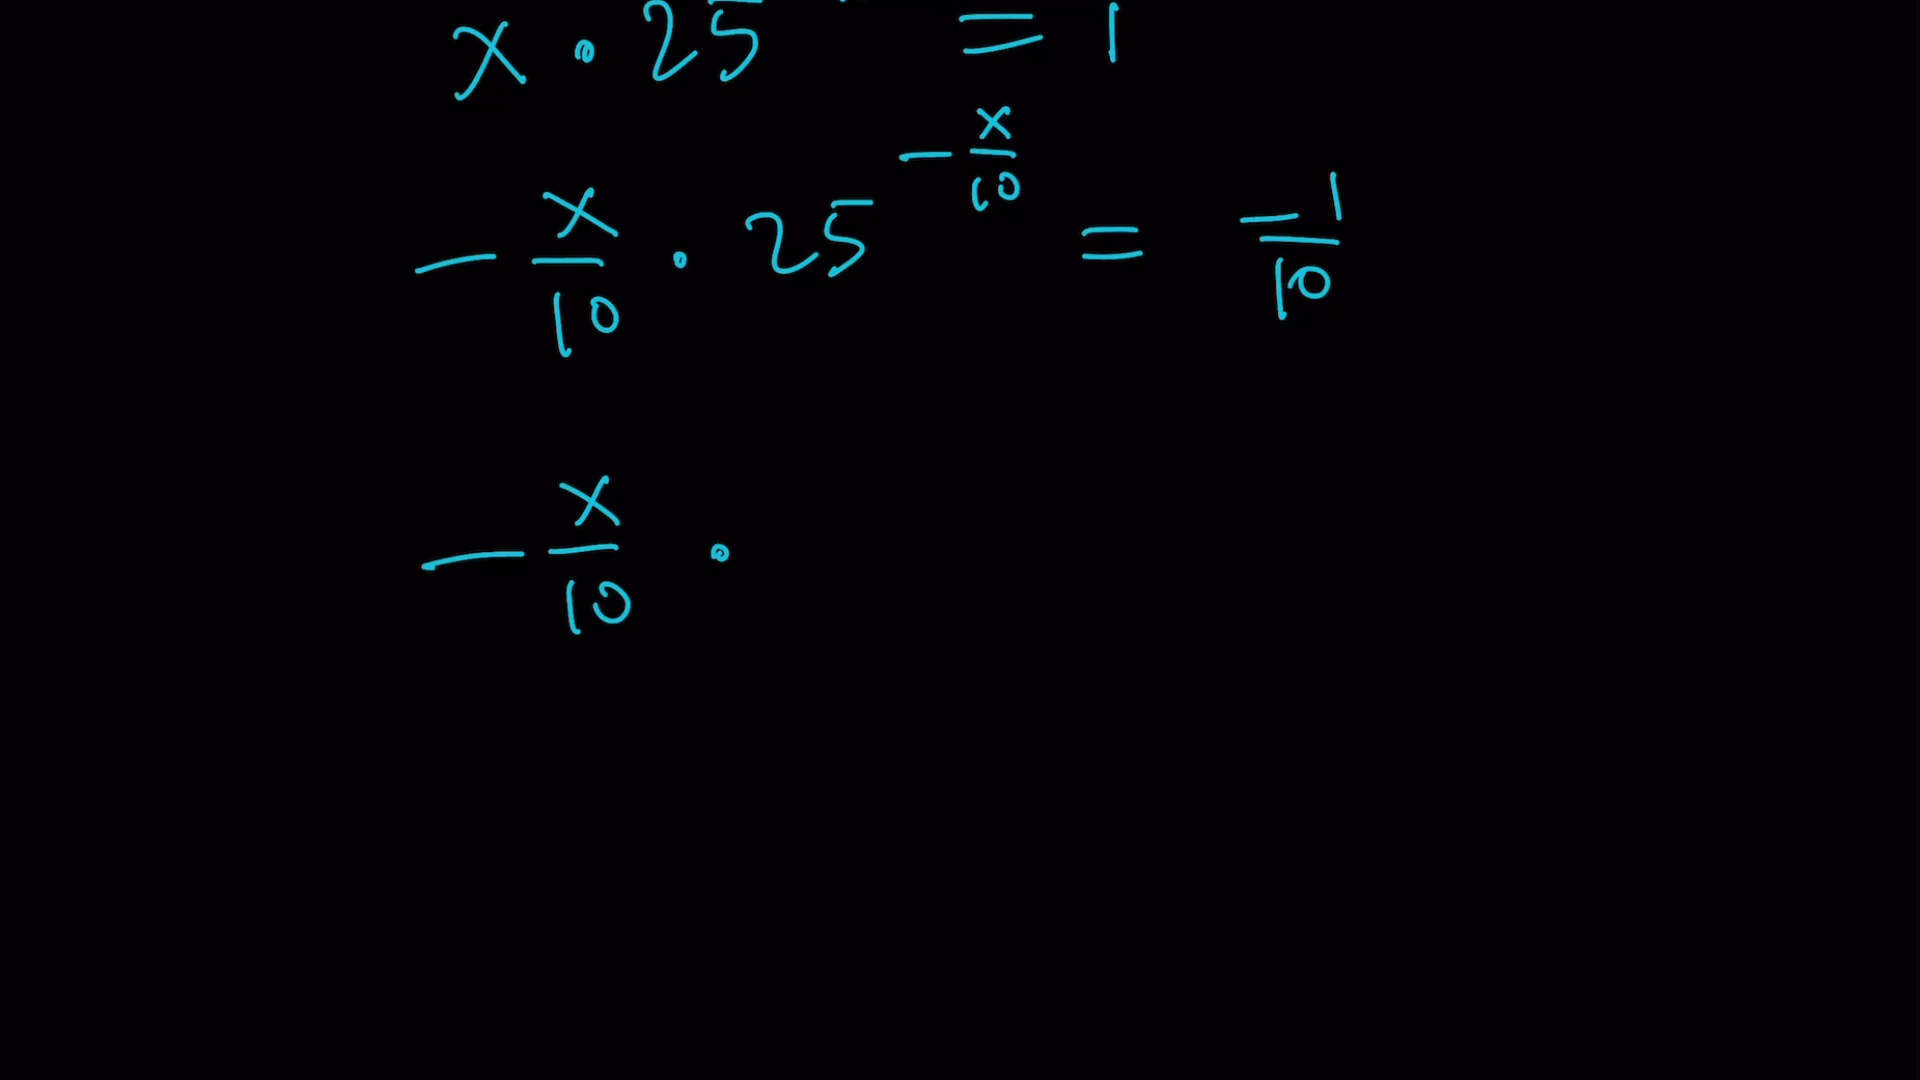 x · 25 = 1
- x/10 · 25^(- x/10) = -1/10
- x/10 ·